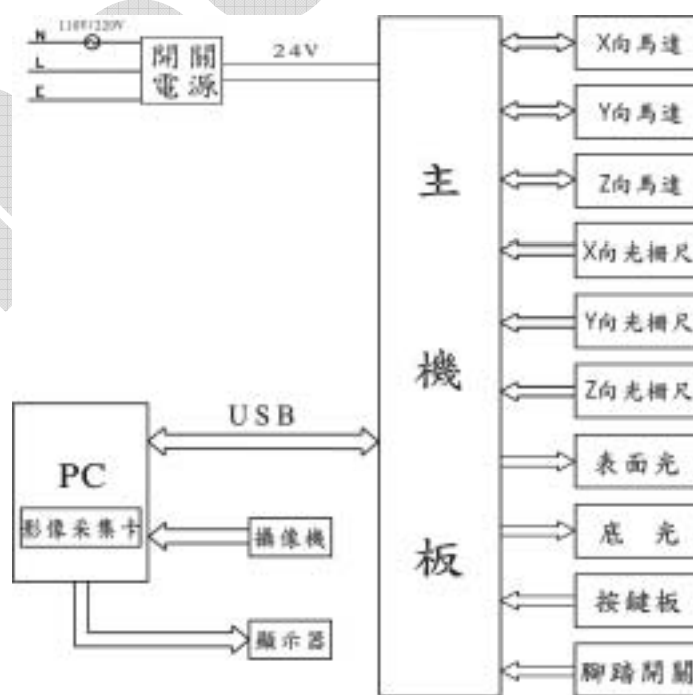 110V/220V
N
L
E
開關
電源
24V
主
機
板
X向馬達
Y向馬達
Z向馬達
X向光柵尺
Y向光柵尺
Z向光柵尺
表面光
底 光
按鍵板
腳踏開關
USB
PC
影像采集卡
攝像機
顯示器